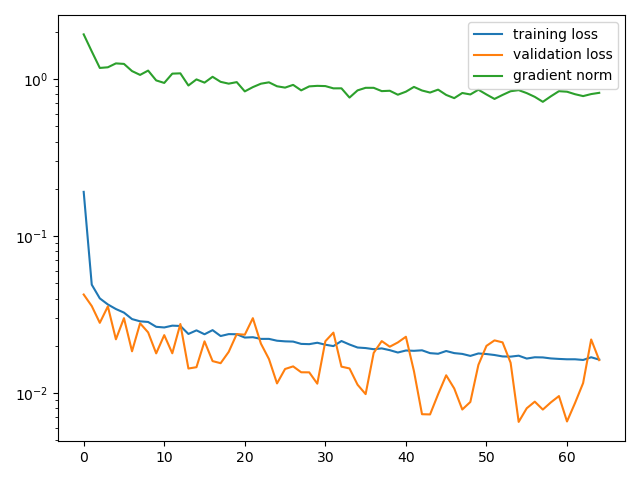 training loss
validation loss
gradient norm
10⁰
10⁻¹
10⁻²
0 10 20 30 40 50 60